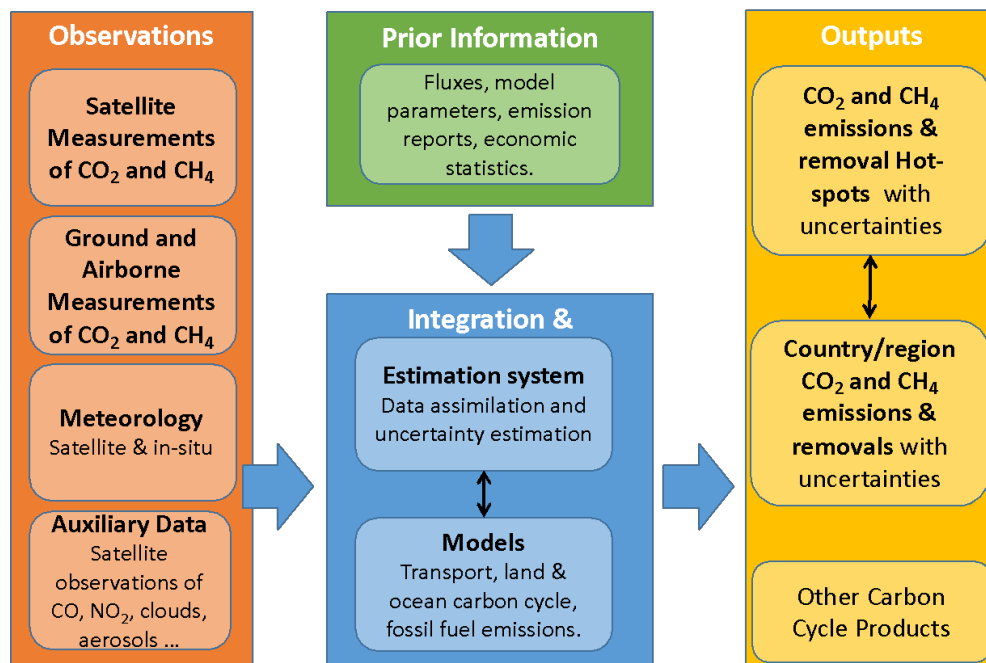 Observations
Satellite
Measurements
of CO₂ and CH₄
Ground and
Airborne
Measurements
of CO₂ and CH₄
Meteorology
Satellite & in-situ
Auxiliary Data
Satellite
observations of
CO, NO₂, clouds,
aerosols ...
Prior Information
Fluxes, model
parameters, emission
reports, economic
statistics.
Integration &
Estimation system
Data assimilation and
uncertainty estimation
Models
Transport, land &
ocean carbon cycle,
fossil fuel emissions.
Outputs
CO₂ and CH₄
emissions &
removal Hot-
spots with
uncertainties
Country/region
CO₂ and CH₄
emissions &
removals with
uncertainties
Other Carbon
Cycle Products